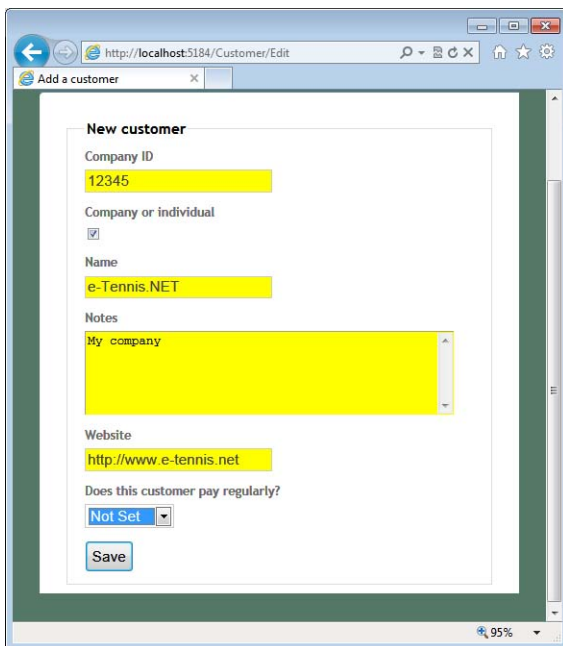 http://localhost:5184/Customer/Edit
Add a customer
New customer
Company ID
12345
Company or individual
Name
e-Tennis.NET
Notes
My company
Website
http://www.e-tennis.net
Does this customer pay regularly?
Not Set
Save
95%